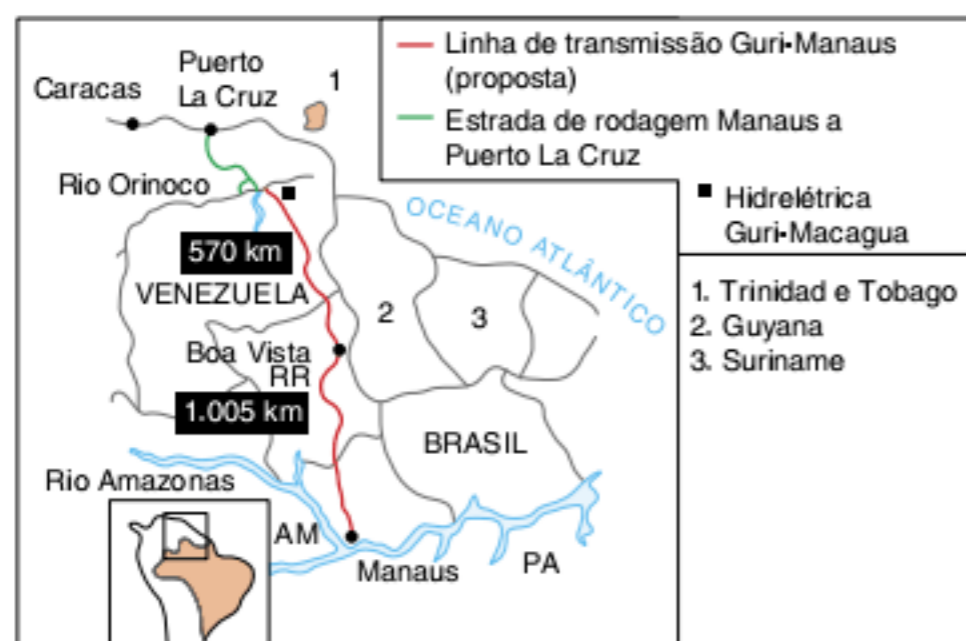 Linha de transmissão Guri-Manaus
(proposta)
Estrada de rodagem Manaus a
Puerto La Cruz
Hidrelétrica
Guri-Macagua
1. Trinidad e Tobago
2. Guyana
3. Suriname
Puerto
La Cruz
1
Caracas
Rio Orinoco
OCEANO ATLÂNTICO
570 km
VENEZUELA
2
3
Boa Vista
RR
1.005 km
BRASIL
Rio Amazonas
AM
Manaus
PA